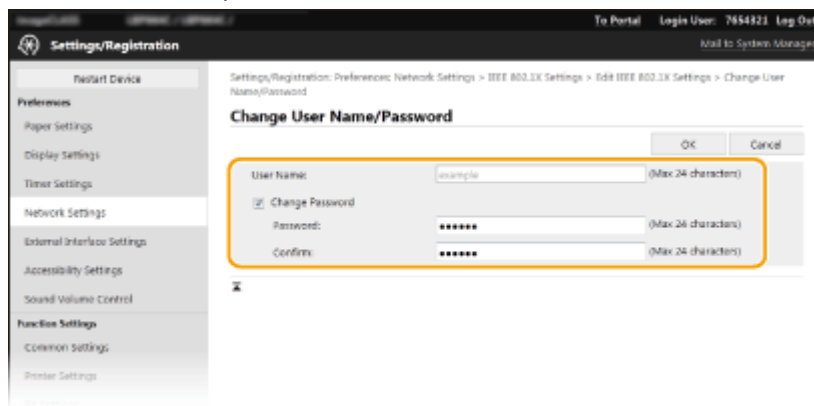 To Portal Login User: 7654321 Log Out
Settings/Registration
Mail to System Manager
Restart Device
Preferences
Paper Settings
Display Settings
Timer Settings
Network Settings
External Interface Settings
Accessibility Settings
Sound Volume Control
Function Settings
Common Settings
Printer Settings
Settings/Registration: Preferences: Network Settings > IEEE 802.1X Settings > Edit IEEE 802.1X Settings > Change User
Name/Password
Change User Name/Password
OK Cancel
User Name: example (Max 24 characters)
Change Password
Password: •••••• (Max 24 characters)
Confirm: •••••• (Max 24 characters)